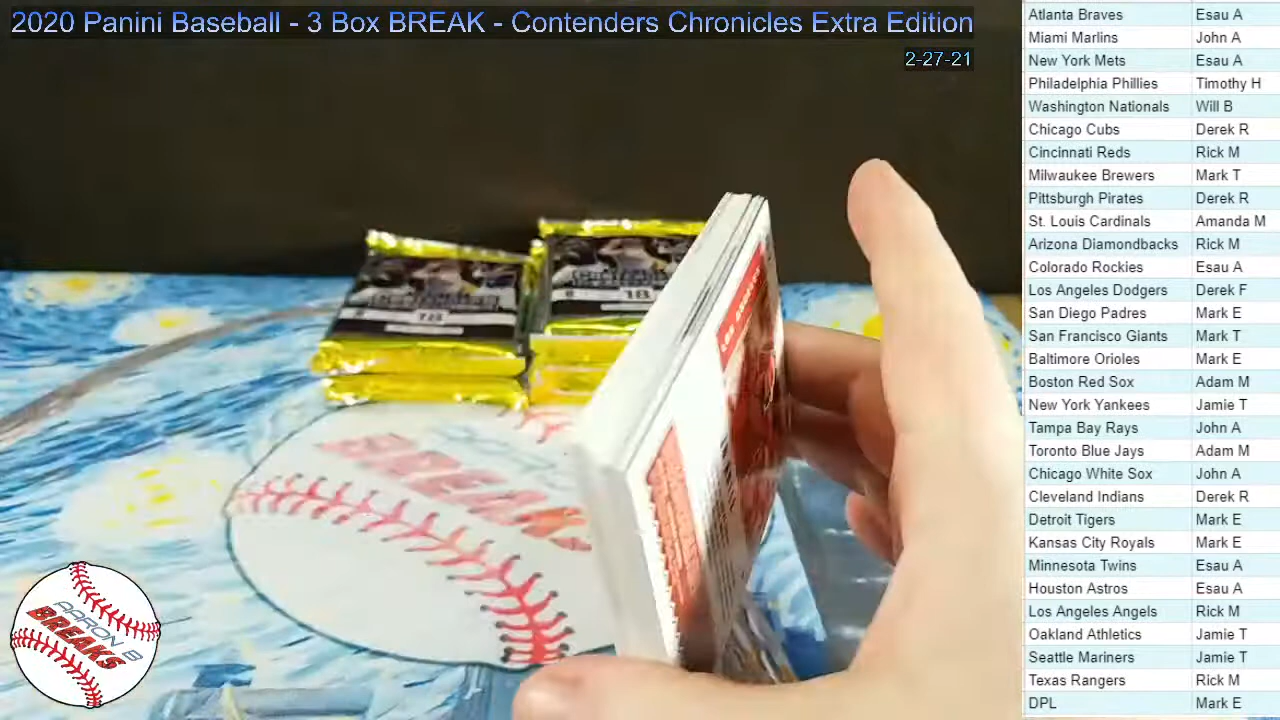 2020 Panini Baseball - 3 Box BREAK - Contenders Chronicles Extra Edition
2-27-21
Atlanta Braves Esau A
Miami Marlins John A
New York Mets Esau A
Philadelphia Phillies Timothy H
Washington Nationals Will B
Chicago Cubs Derek R
Cincinnati Reds Rick M
Milwaukee Brewers Mark T
Pittsburgh Pirates Derek R
St. Louis Cardinals Amanda M
Arizona Diamondbacks Rick M
Colorado Rockies Esau A
Los Angeles Dodgers Derek F
San Diego Padres Mark E
San Francisco Giants Mark T
Baltimore Orioles Mark E
Boston Red Sox Adam M
New York Yankees Jamie T
Tampa Bay Rays John A
Toronto Blue Jays Adam M
Chicago White Sox John A
Cleveland Indians Derek R
Detroit Tigers Mark E
Kansas City Royals Mark E
Minnesota Twins Esau A
Houston Astros Esau A
Los Angeles Angels Rick M
Oakland Athletics Jamie T
Seattle Mariners Jamie T
Texas Rangers Rick M
DPL Mark E
18
18
BREAKS
AARON B
BREAKS